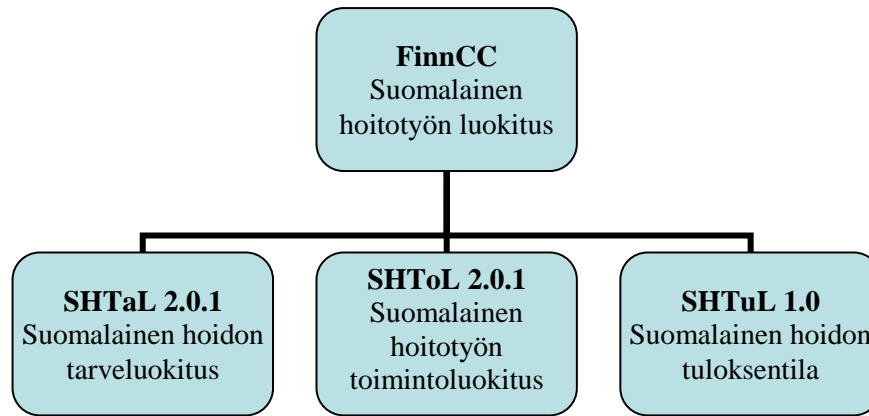 FinnCC
Suomalainen
hoitotyön luokitus
SHTaL 2.0.1
Suomalainen hoidon
tarveluokitus
SHToL 2.0.1
Suomalainen
hoitotyön
toimintoluokitus
SHTuL 1.0
Suomalainen hoidon
tuloksentila